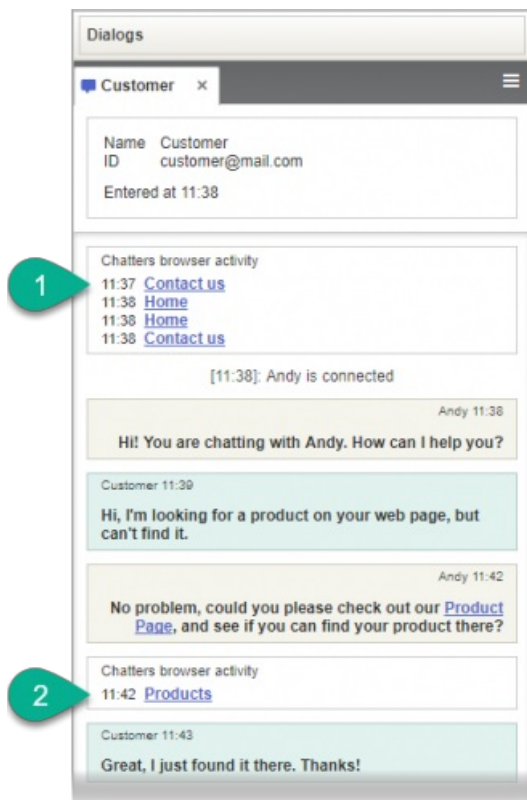 Dialogs
Customer ×
Name Customer
ID customer@mail.com
Entered at 11:38
Chatters browser activity
1
11:37 Contact us
11:38 Home
11:38 Home
11:38 Contact us
[11:38]: Andy is connected
Andy 11:38
Hi! You are chatting with Andy. How can I help you?
Customer 11:39
Hi, I'm looking for a product on your web page, but
can't find it.
Andy 11:42
No problem, could you please check out our Product
Page, and see if you can find your product there?
Chatters browser activity
2
11:42 Products
Customer 11:43
Great, I just found it there. Thanks!